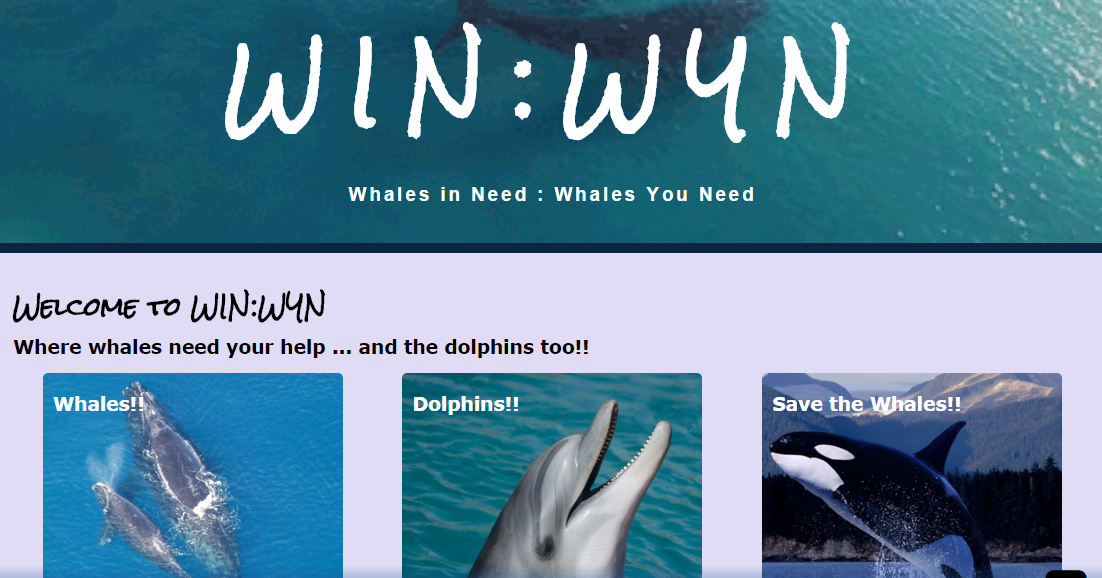 WIN:WYN
Whales in Need : Whales You Need
Welcome to WIN:WYN
Where whales need your help ... and the dolphins too!!
Whales!!
Dolphins!!
Save the Whales!!